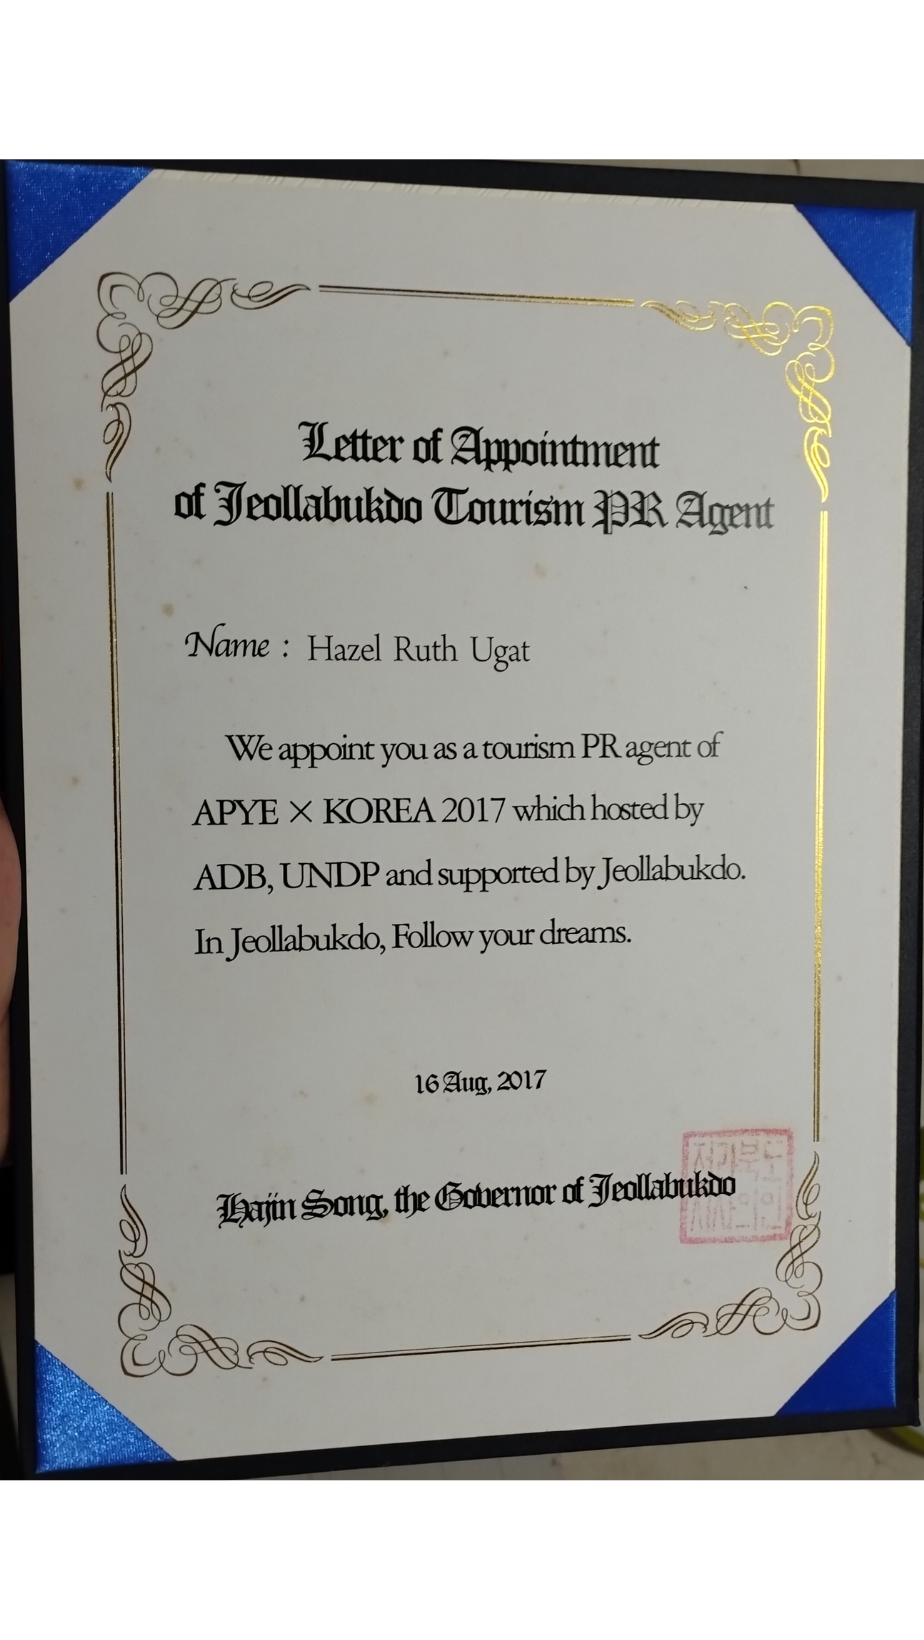 Letter of Appointment
of Jeollabukdo Tourism PR Agent
Name : Hazel Ruth Ugat
We appoint you as a tourism PR agent of
APYE × KOREA 2017 which hosted by
ADB, UNDP and supported by Jeollabukdo.
In Jeollabukdo, Follow your dreams.
16 Aug, 2017
Hajin Song, the Governor of Jeollabukdo